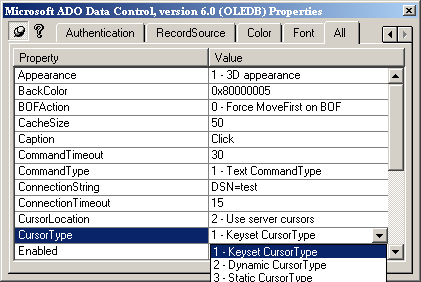 Microsoft ADO Data Control, version 6.0 (OLEDB) Properties
Authentication RecordSource Color Font All
Property Value
Appearance 1 - 3D appearance
BackColor 0x80000005
BOFAction 0 - Force MoveFirst on BOF
CacheSize 50
Caption Click
CommandTimeout 30
CommandType 1 - Text CommandType
ConnectionString DSN=test
ConnectionTimeout 15
CursorLocation 2 - Use server cursors
CursorType 1 - Keyset CursorType
Enabled 1 - Keyset CursorType
2 - Dynamic CursorType
3 - Static CursorType